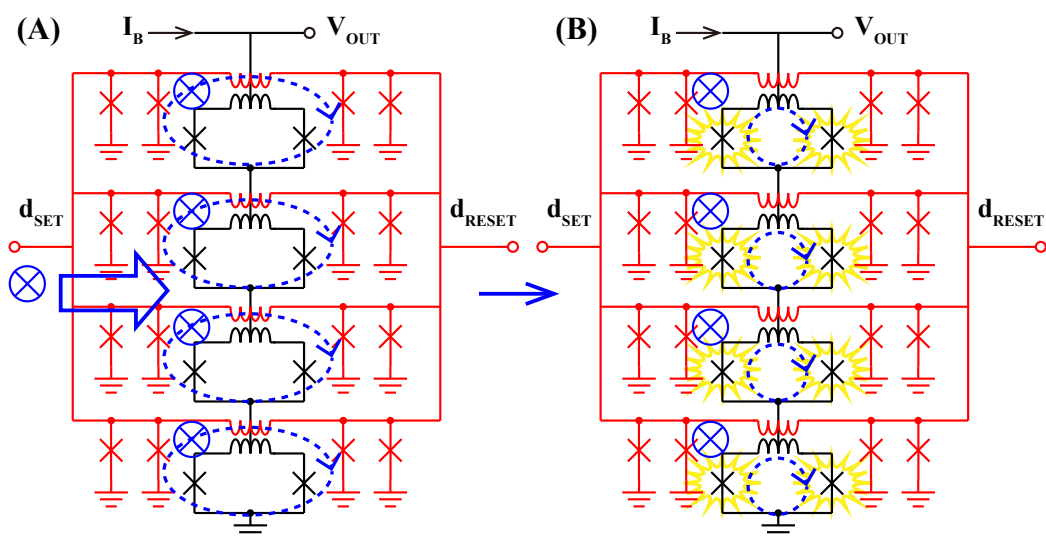 (A) I_B V_OUT
d_SET d_RESET
(B) I_B V_OUT
d_SET d_RESET